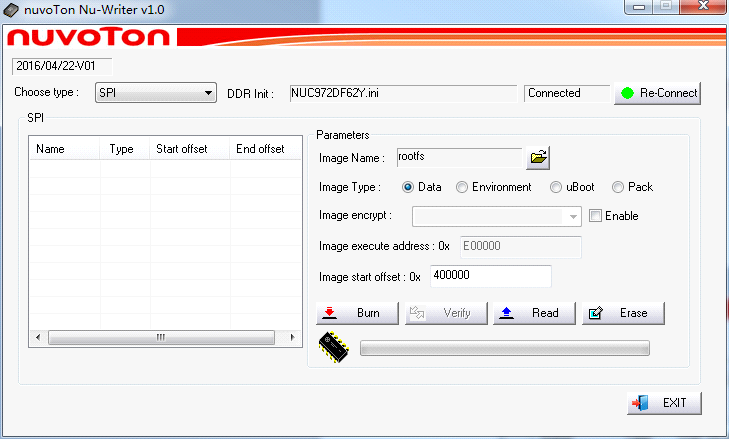 nuvoTon Nu-Writer v1.0
nuvoTon
2016/04/22-V01
Choose type : SPI DDR Init : NUC972DF62Y.ini Connected Re-Connect
SPI
Name Type Start offset End offset
Parameters
Image Name : rootfs
Image Type : Data Environment uBoot Pack
Image encrypt : Enable
Image execute address : 0x E00000
Image start offset : 0x 400000
Burn Verify Read Erase
EXIT